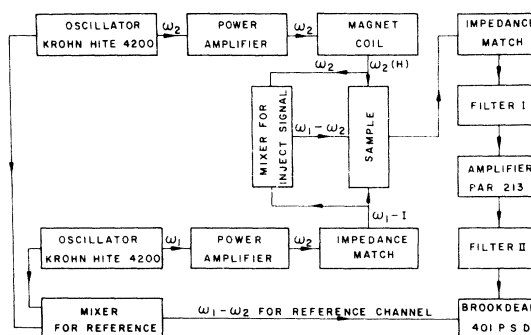 OSCILLATOR
KROHN HITE 4200
ω2
POWER
AMPLIFIER
ω2
MAGNET
COIL
IMPEDANCE
MATCH
ω2
ω2(H)
MIXER FOR
INJECT SIGNAL
ω1-ω2
SAMPLE
FILTER I
AMPLIFIER
PAR 213
ω1-I
OSCILLATOR
KROHN HITE 4200
ω1
POWER
AMPLIFIER
ω2
IMPEDANCE
MATCH
FILTER II
MIXER
FOR REFERENCE
ω1-ω2 FOR REFERENCE CHANNEL
BROOKDEAL
401 P S D